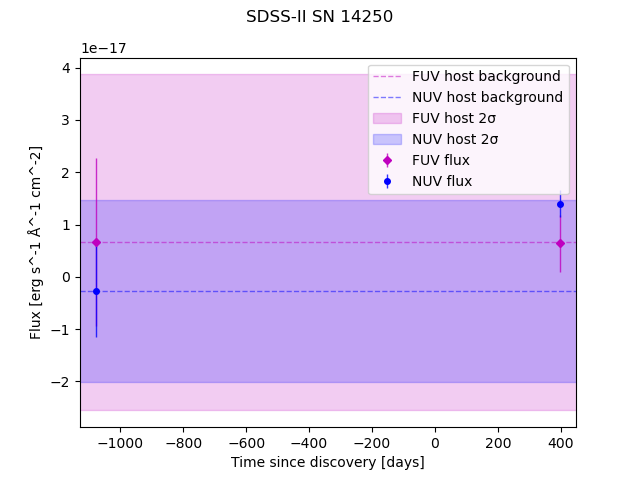 SDSS-II SN 14250
1e−17
FUV host background
NUV host background
FUV host 2σ
NUV host 2σ
FUV flux
NUV flux
4
3
2
1
0
−1
−2
Flux [erg s^-1 Å^-1 cm^-2]
−1000 −800 −600 −400 −200 0 200 400
Time since discovery [days]